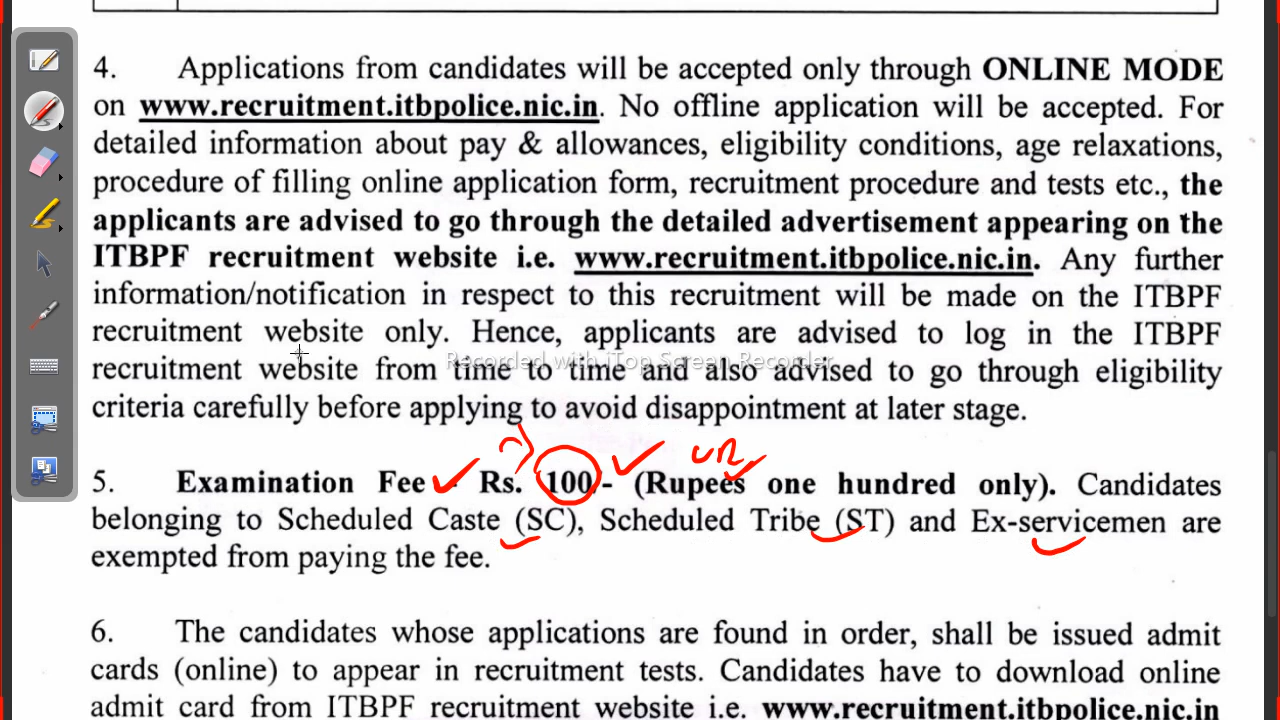 4. Applications from candidates will be accepted only through ONLINE MODE
on www.recruitment.itbpolice.nic.in. No offline application will be accepted. For
detailed information about pay & allowances, eligibility conditions, age relaxations,
procedure of filling online application form, recruitment procedure and tests etc., the
applicants are advised to go through the detailed advertisement appearing on the
ITBPF recruitment website i.e. www.recruitment.itbpolice.nic.in. Any further
information/notification in respect to this recruitment will be made on the ITBPF
recruitment website only. Hence, applicants are advised to log in the ITBPF
Recorded with iTop Screen Recorder
recruitment website from time to time and also advised to go through eligibility
criteria carefully before applying to avoid disappointment at later stage.
UR
5. Examination Fee Rs. 100/- (Rupees one hundred only). Candidates
belonging to Scheduled Caste (SC), Scheduled Tribe (ST) and Ex-servicemen are
exempted from paying the fee.
6. The candidates whose applications are found in order, shall be issued admit
cards (online) to appear in recruitment tests. Candidates have to download online
admit card from ITBPF recruitment website i.e. www.recruitment.itbpolice.nic.in